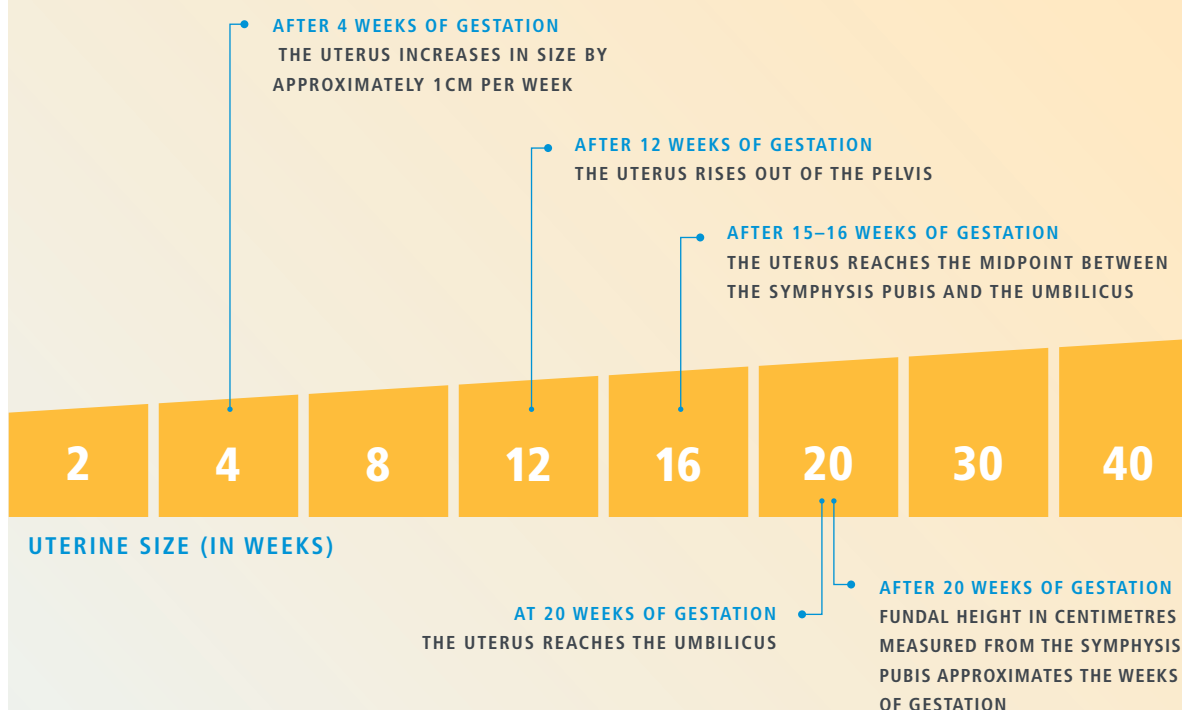 AFTER 4 WEEKS OF GESTATION
THE UTERUS INCREASES IN SIZE BY
APPROXIMATELY 1CM PER WEEK
AFTER 12 WEEKS OF GESTATION
THE UTERUS RISES OUT OF THE PELVIS
AFTER 15–16 WEEKS OF GESTATION
THE UTERUS REACHES THE MIDPOINT BETWEEN
THE SYMPHYSIS PUBIS AND THE UMBILICUS
2 4 8 12 16 20 30 40
UTERINE SIZE (IN WEEKS)
AT 20 WEEKS OF GESTATION
THE UTERUS REACHES THE UMBILICUS
AFTER 20 WEEKS OF GESTATION
FUNDAL HEIGHT IN CENTIMETRES
MEASURED FROM THE SYMPHYSIS
PUBIS APPROXIMATES THE WEEKS
OF GESTATION